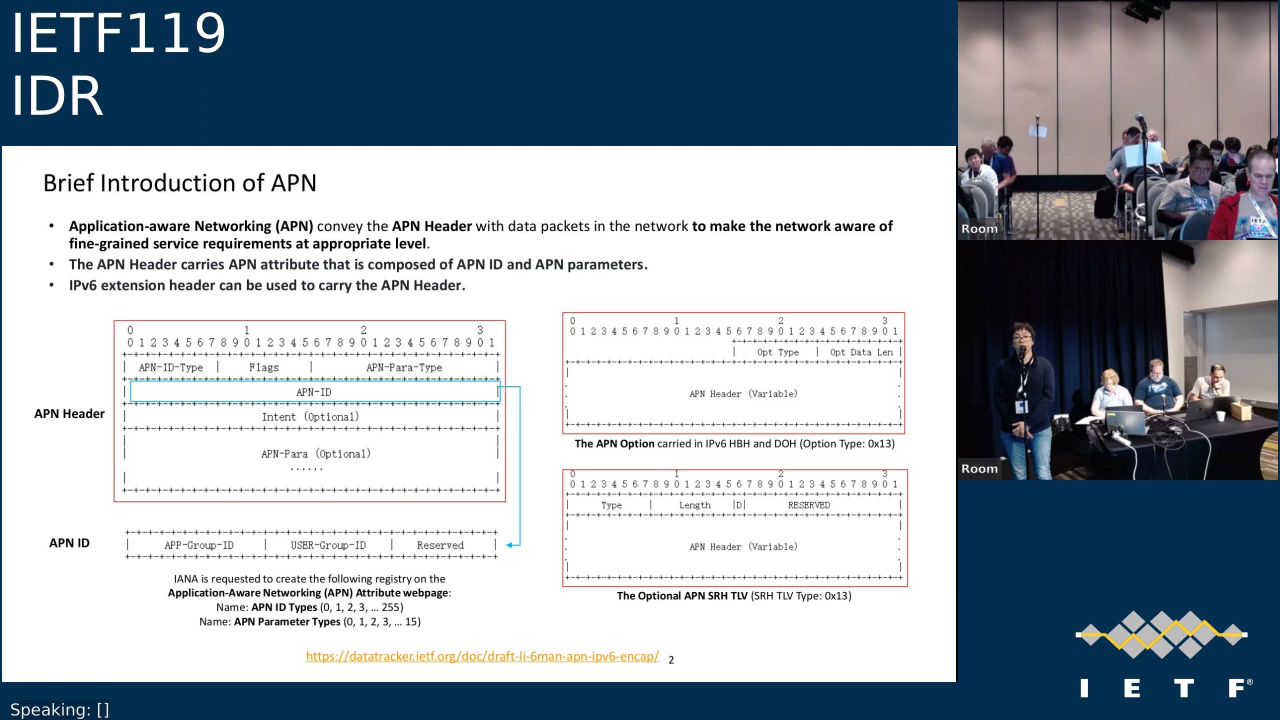 IETF119
IDR
Brief Introduction of APN
• Application-aware Networking (APN) convey the APN Header with data packets in the network to make the network aware of
fine-grained service requirements at appropriate level.
• The APN Header carries APN attribute that is composed of APN ID and APN parameters.
• IPv6 extension header can be used to carry the APN Header.
0 1 2 3
0 1 2 3 4 5 6 7 8 9 0 1 2 3 4 5 6 7 8 9 0 1 2 3 4 5 6 7 8 9 0 1
APN-ID-Type | Flags | APN-Para-Type
APN-ID
Intent (Optional)
APN-Para (Optional)
......
APN Header
APN ID
APP-Group-ID | USER-Group-ID | Reserved
IANA is requested to create the following registry on the
Application-Aware Networking (APN) Attribute webpage:
Name: APN ID Types (0, 1, 2, 3, ... 255)
Name: APN Parameter Types (0, 1, 2, 3, ... 15)
0 1 2 3
0 1 2 3 4 5 6 7 8 9 0 1 2 3 4 5 6 7 8 9 0 1 2 3 4 5 6 7 8 9 0 1
Opt Type | Opt Data Len
APN Header (Variable)
The APN Option carried in IPv6 HBH and DOH (Option Type: 0x13)
0 1 2 3
0 1 2 3 4 5 6 7 8 9 0 1 2 3 4 5 6 7 8 9 0 1 2 3 4 5 6 7 8 9 0 1
Type | Length |D| RESERVED
APN Header (Variable)
The Optional APN SRH TLV (SRH TLV Type: 0x13)
https://datatracker.ietf.org/doc/draft-li-6man-apn-ipv6-encap/
2
Room
Room
I E T F®
Speaking: []